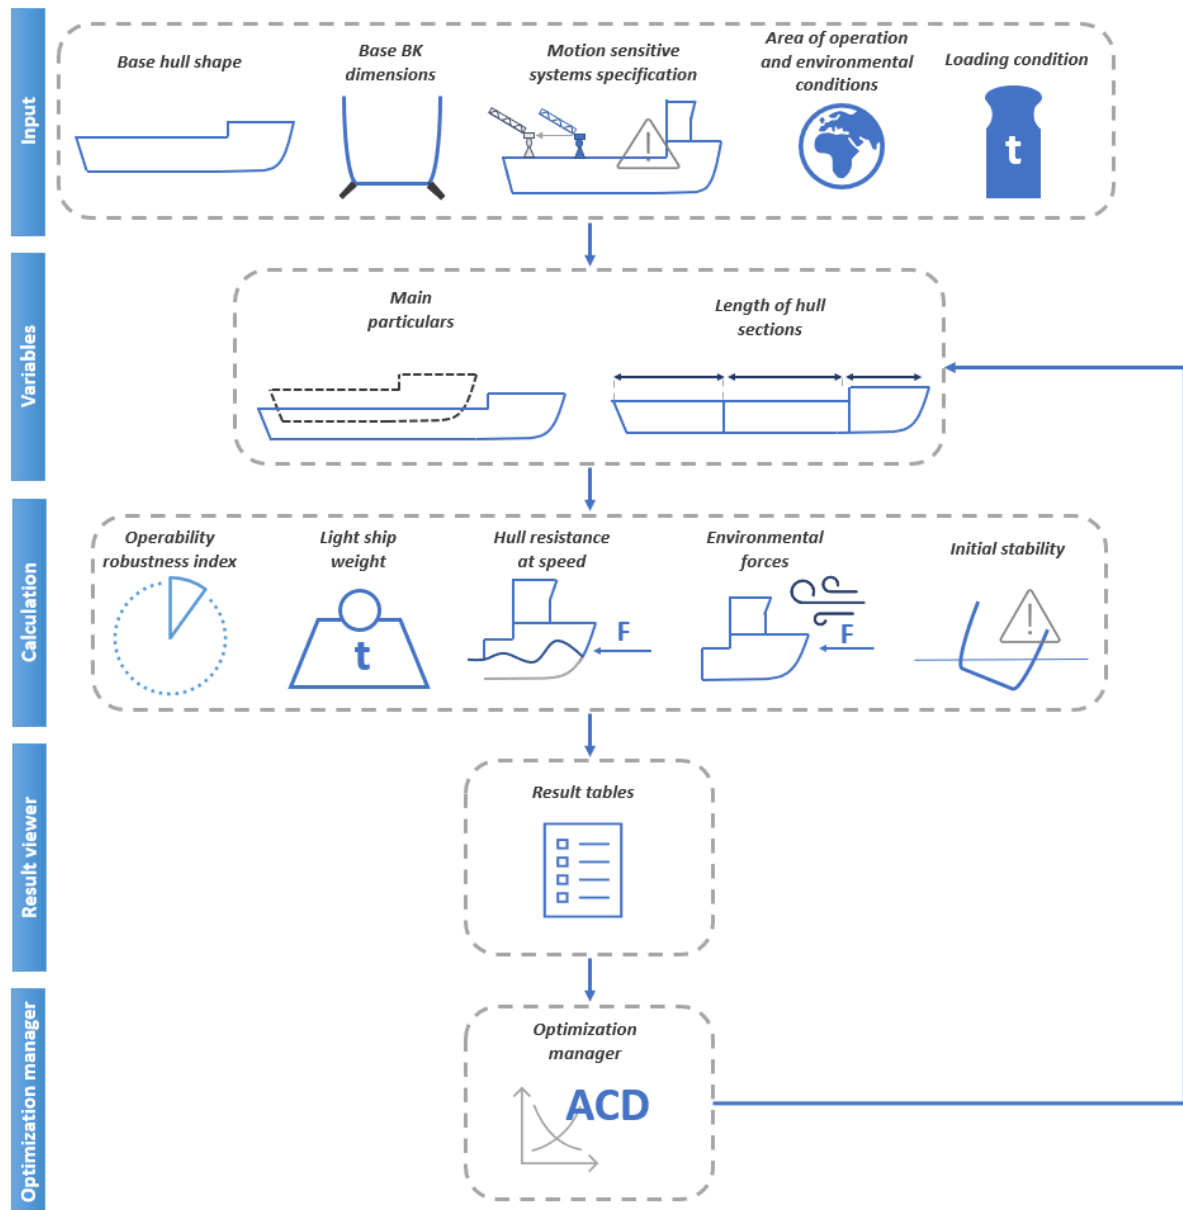 Input
Base hull shape
Base BK
dimensions
Motion sensitive
systems specification
Area of operation
and environmental
conditions
Loading condition
t
Variables
Main
particulars
Length of hull
sections
Calculation
Operability
robustness index
Light ship
weight
t
Hull resistance
at speed
F
Environmental
forces
F
Initial stability
Result viewer
Result tables
Optimization manager
Optimization
manager
ACD